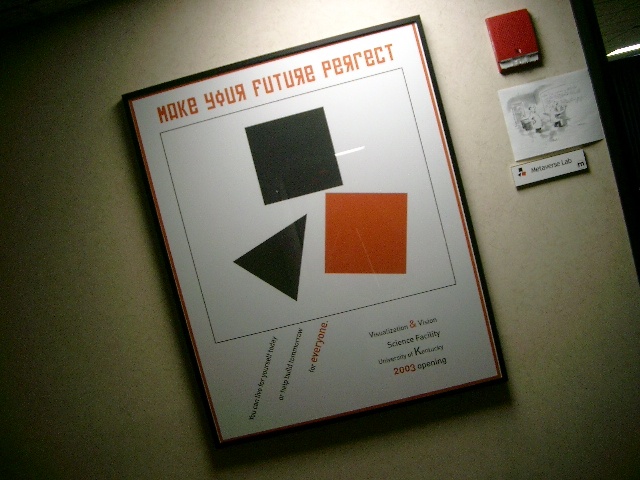 MAKE YOUR FUTURE PERFECT
You can live for yourself today
or help build tomorrow
for everyone.
Visualization & Vision
Science Facility
University of Kentucky
2003 opening
Metaverse Lab